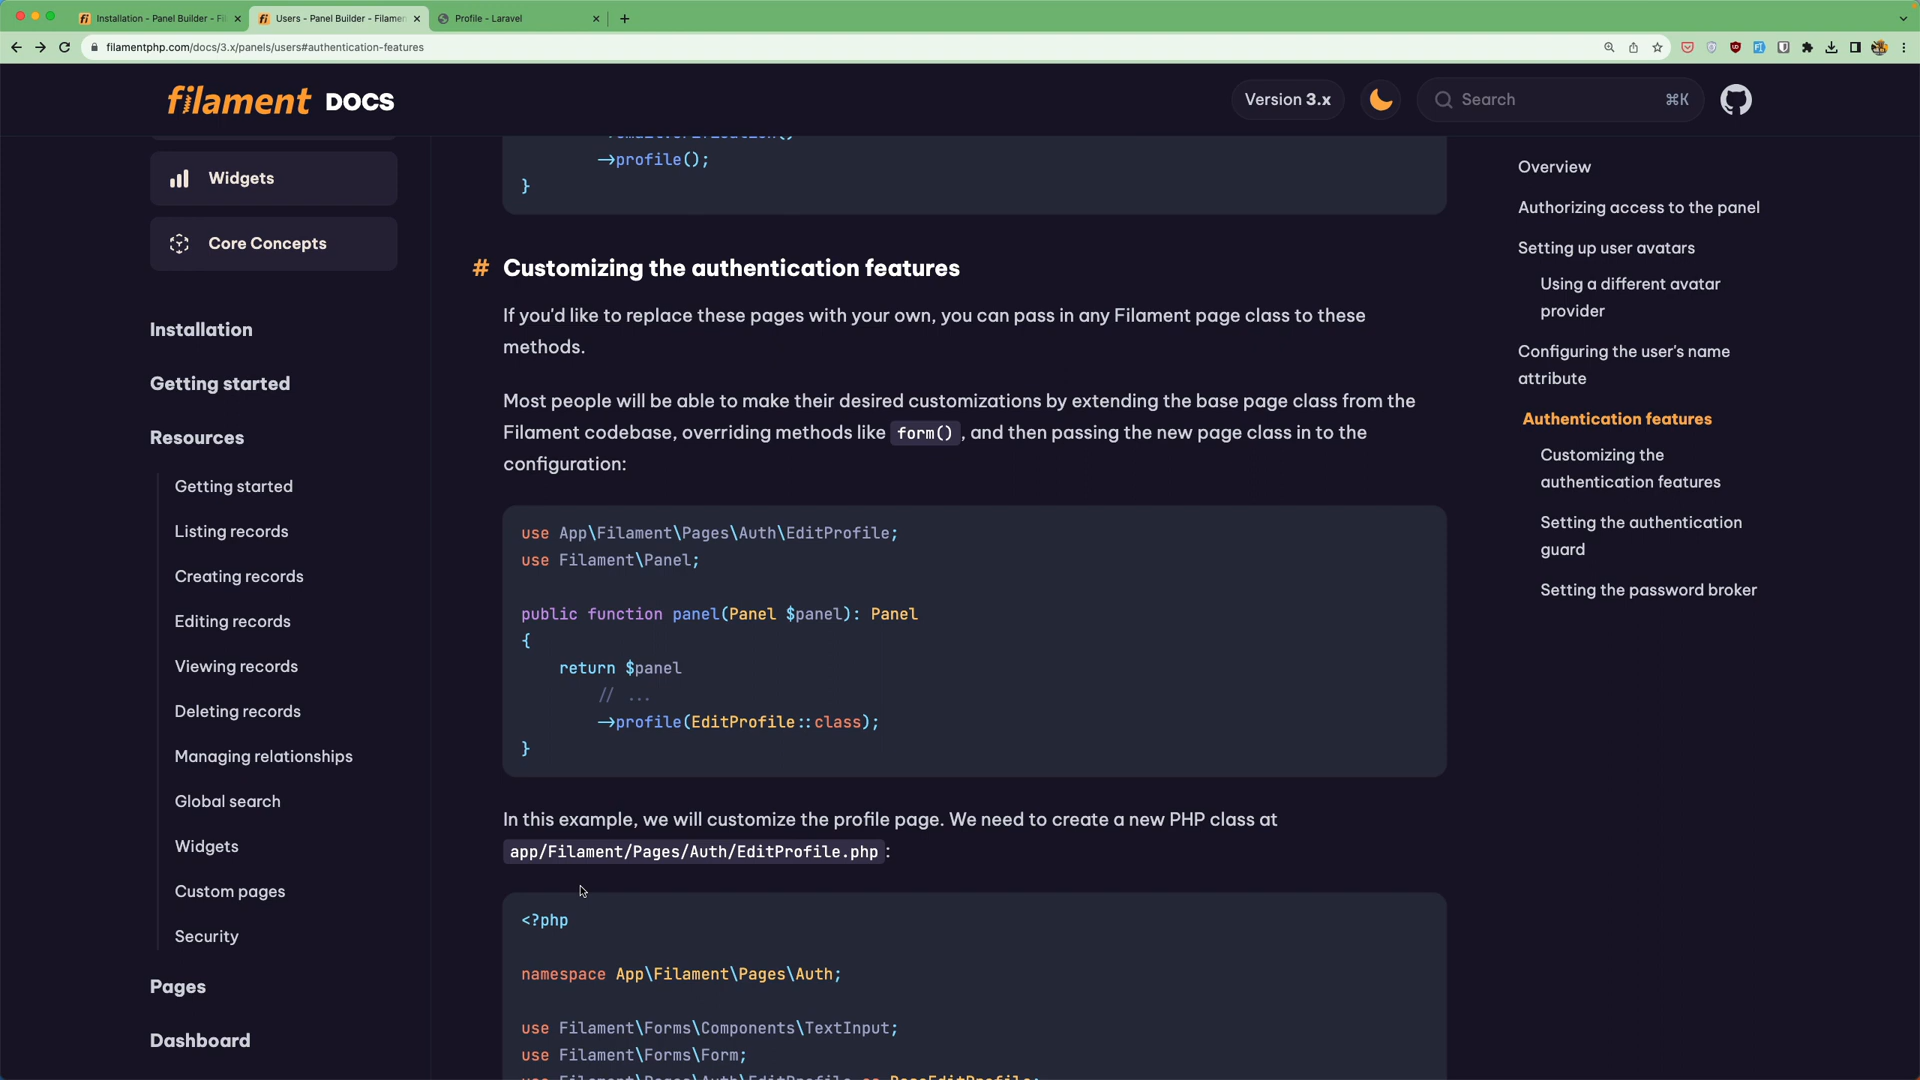 Installation - Panel Builder - Fi
Users - Panel Builder - Filamen
Profile - Laravel
filamentphp.com/docs/3.x/panels/users#authentication-features
filament DOCS
Version 3.x
Search
⌘K
Widgets
Core Concepts
Installation
Getting started
Resources
Getting started
Listing records
Creating records
Editing records
Viewing records
Deleting records
Managing relationships
Global search
Widgets
Custom pages
Security
Pages
Dashboard
->profile();
}
# Customizing the authentication features
If you'd like to replace these pages with your own, you can pass in any Filament page class to these
methods.
Most people will be able to make their desired customizations by extending the base page class from the
Filament codebase, overriding methods like form() , and then passing the new page class in to the
configuration:
use App\Filament\Pages\Auth\EditProfile;
use Filament\Panel;
public function panel(Panel $panel): Panel
{
return $panel
// ...
->profile(EditProfile::class);
}
In this example, we will customize the profile page. We need to create a new PHP class at
app/Filament/Pages/Auth/EditProfile.php :
<?php
namespace App\Filament\Pages\Auth;
use Filament\Forms\Components\TextInput;
use Filament\Forms\Form;
Overview
Authorizing access to the panel
Setting up user avatars
Using a different avatar
provider
Configuring the user's name
attribute
Authentication features
Customizing the
authentication features
Setting the authentication
guard
Setting the password broker